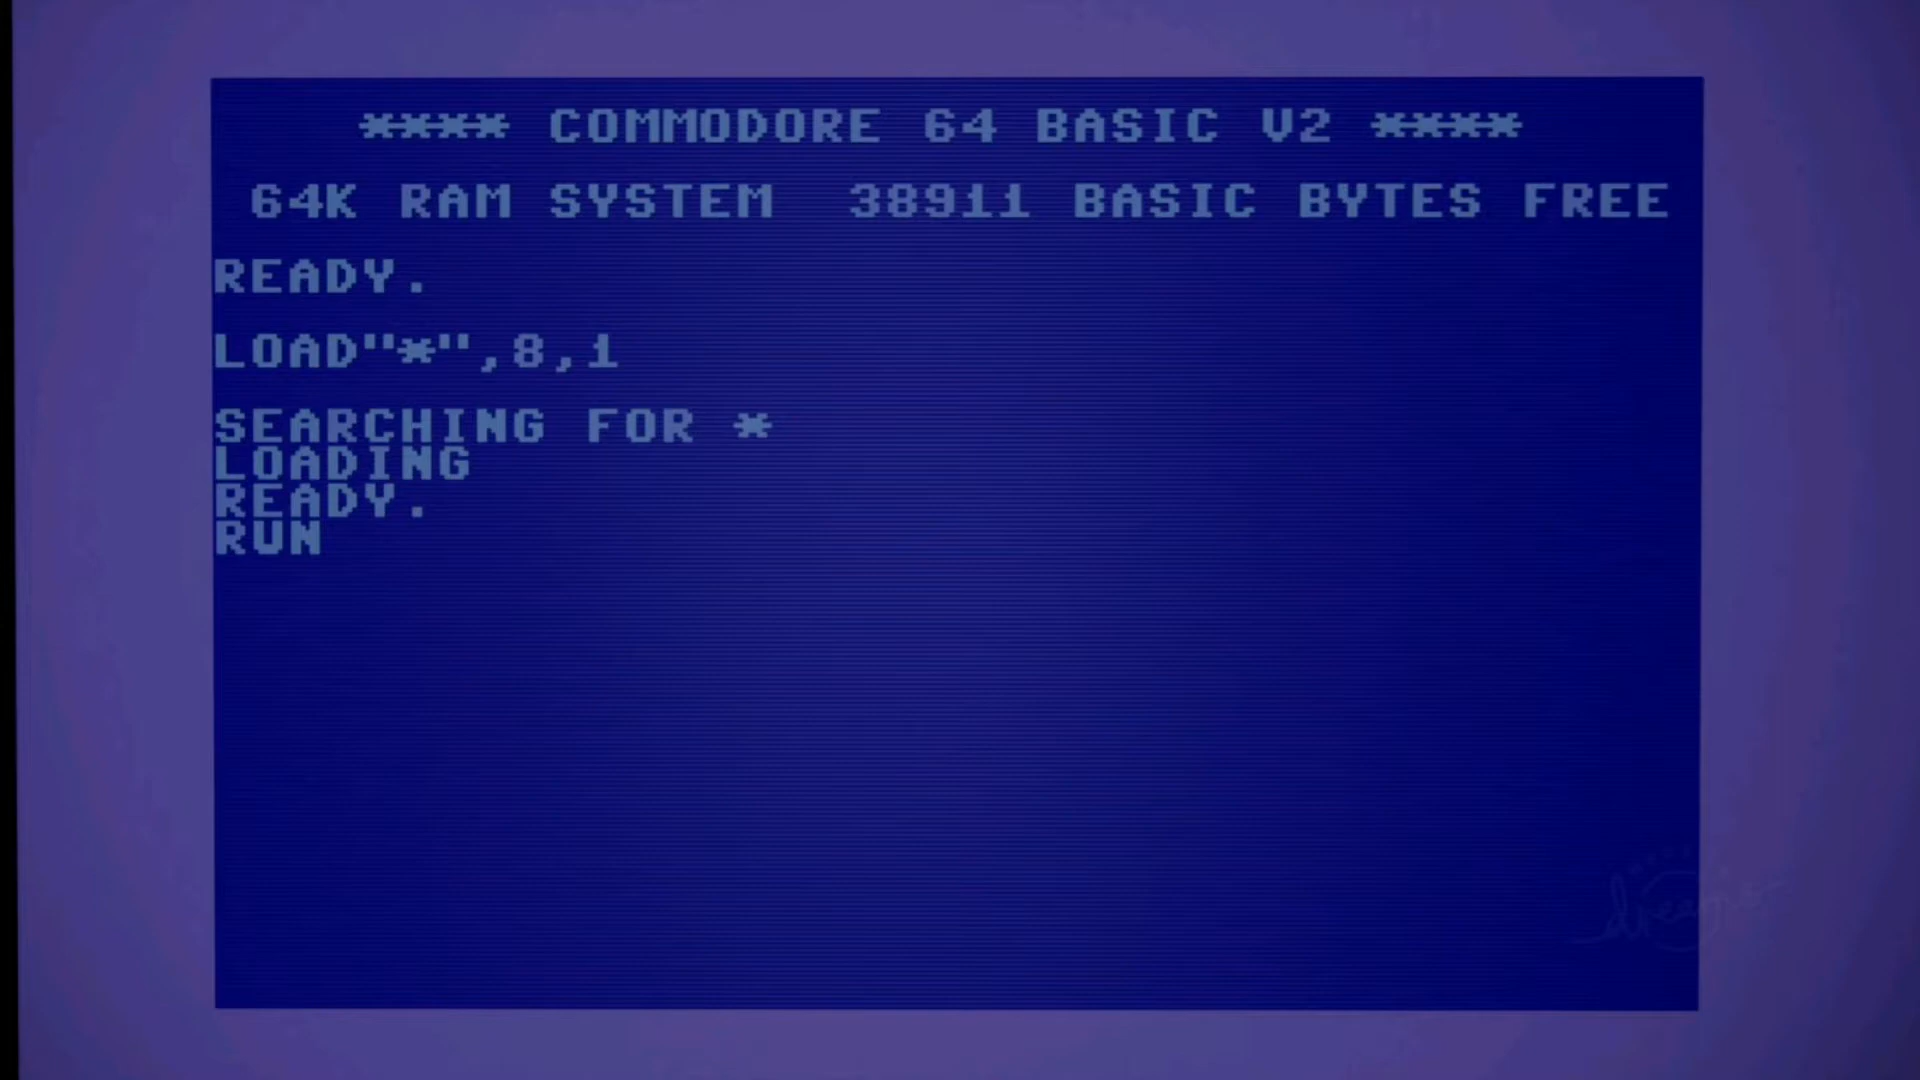 **** COMMODORE 64 BASIC V2 ****
64K RAM SYSTEM  38911 BASIC BYTES FREE
READY.
LOAD"*",8,1
SEARCHING FOR *
LOADING
READY.
RUN